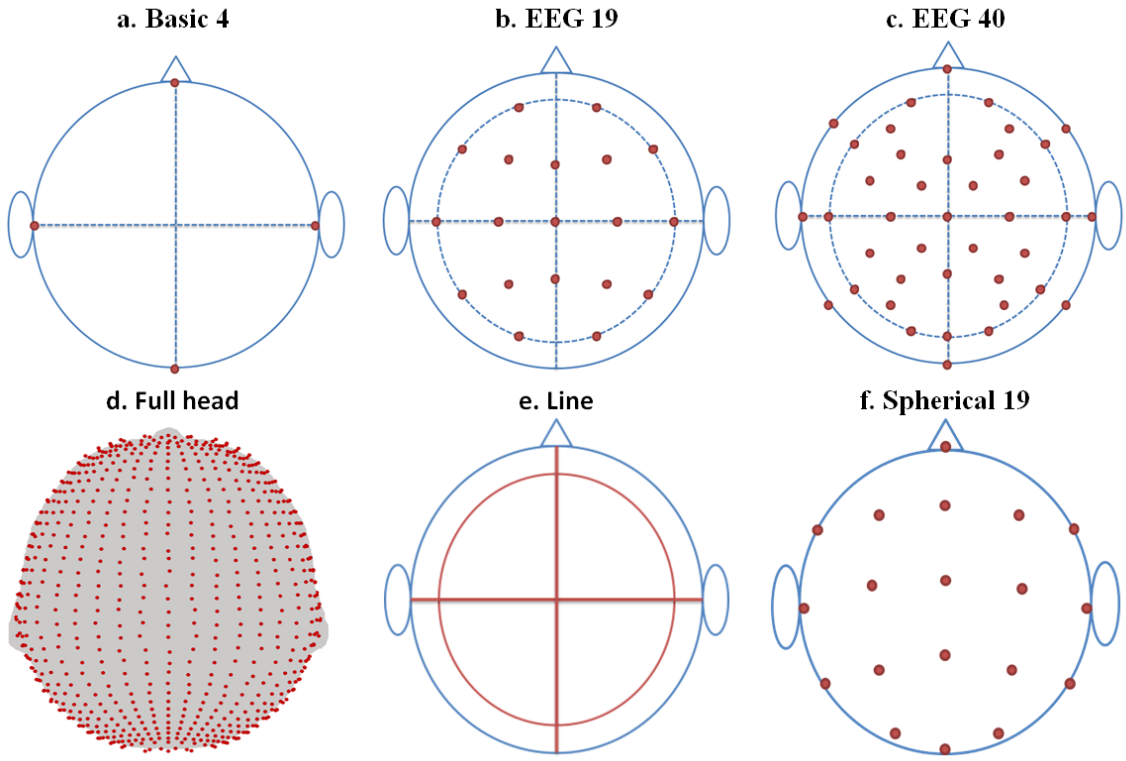 a. Basic 4
b. EEG 19
c. EEG 40
d. Full head
e. Line
f. Spherical 19